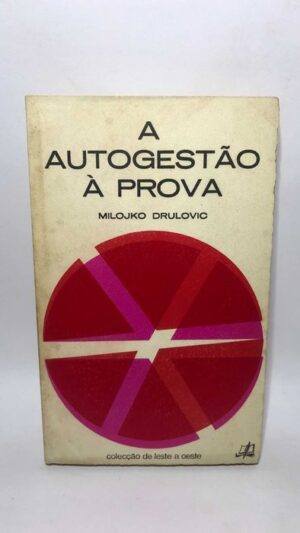 A
AUTOGESTÃO
À PROVA
MILOJKO DRULOVIC
colecção de leste a oeste